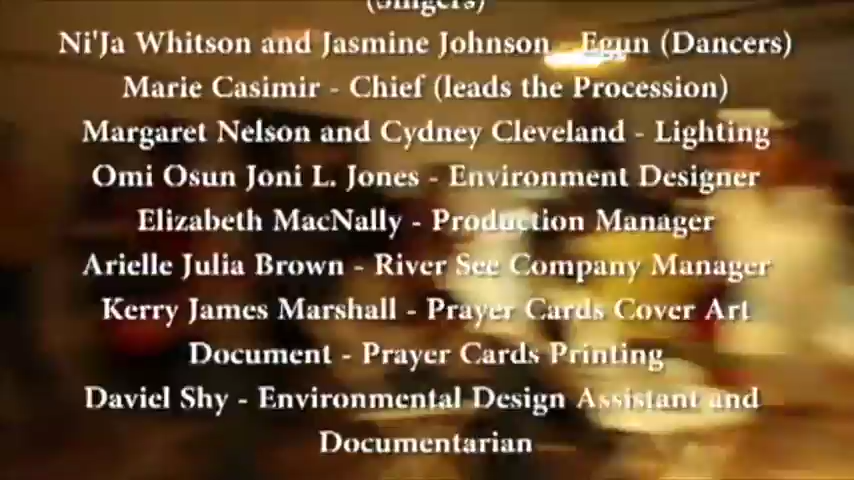 (Singers)
Ni'Ja Whitson and Jasmine Johnson - Egun (Dancers)
Marie Casimir - Chief (leads the Procession)
Margaret Nelson and Cydney Cleveland - Lighting
Omi Osun Joni L. Jones - Environment Designer
Elizabeth MacNally - Production Manager
Arielle Julia Brown - River See Company Manager
Kerry James Marshall - Prayer Cards Cover Art
Document - Prayer Cards Printing
Daviel Shy - Environmental Design Assistant and
Documentarian